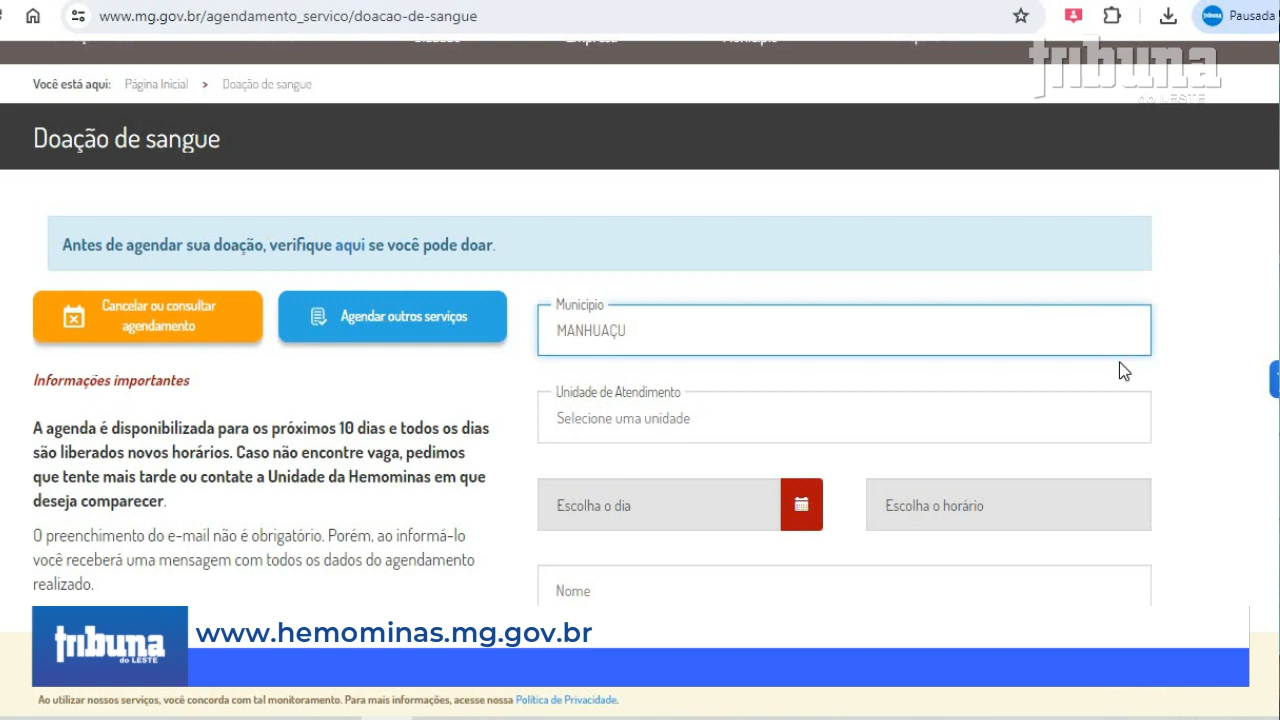 www.mg.gov.br/agendamento_servico/doacao-de-sangue
Pausada
tribuna
do LESTE
Você está aqui: Página Inicial > Doação de sangue
Doação de sangue
Antes de agendar sua doação, verifique aqui se você pode doar.
Cancelar ou consultar
agendamento
Agendar outros serviços
Município
MANHUAÇU
Informações importantes
Unidade de Atendimento
Selecione uma unidade
A agenda é disponibilizada para os próximos 10 dias e todos os dias
são liberados novos horários. Caso não encontre vaga, pedimos
que tente mais tarde ou contate a Unidade da Hemominas em que
deseja comparecer.
Escolha o dia
Escolha o horário
O preenchimento do e-mail não é obrigatório. Porém, ao informá-lo
você receberá uma mensagem com todos os dados do agendamento
realizado.
Nome
tribuna
do LESTE
www.hemominas.mg.gov.br
Ao utilizar nossos serviços, você concorda com tal monitoramento. Para mais informações, acesse nossa Política de Privacidade.